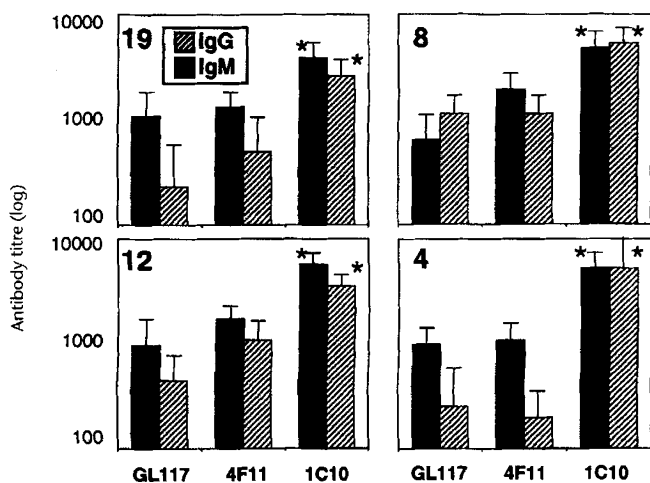 Antibody titre (log)
10000
1000
100
10000
1000
100
19
IgG
IgM
* *
8
* *
12
* *
4
* *
GL117 4F11 1C10
GL117 4F11 1C10